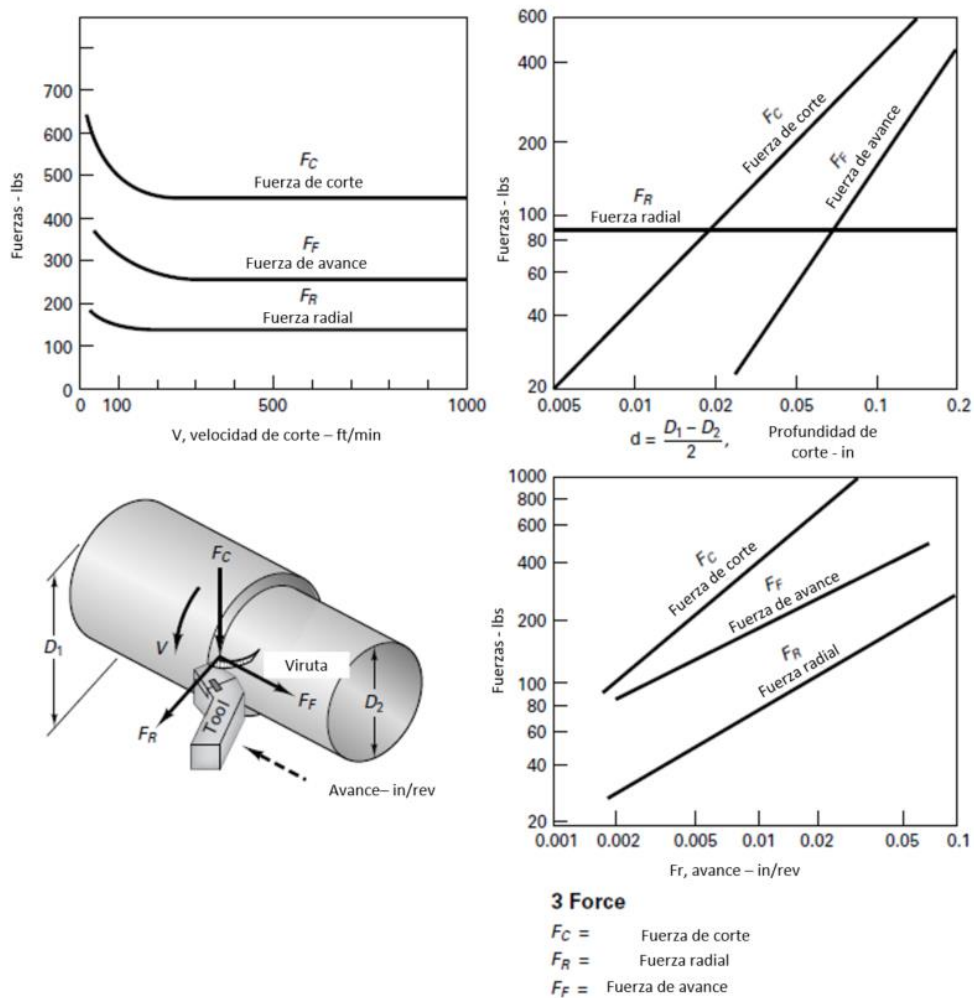 Fuerzas - lbs
700
600
500
400
300
200
100
0
F_C
Fuerza de corte
F_F
Fuerza de avance
F_R
Fuerza radial
0 100 500 1000
V, velocidad de corte – ft/min
Fuerzas - lbs
600
400
200
100
80
60
40
20
F_C
Fuerza de corte
F_F
Fuerza de avance
F_R
Fuerza radial
0.005 0.01 0.02 0.05 0.1 0.2
d = (D_1 – D_2)/2, Profundidad de
corte - in
D_1
V
F_C
Viruta
F_F
D_2
F_R
Tool
Avance– in/rev
Fuerzas - lbs
1000
800
600
400
200
100
80
60
40
20
F_C
Fuerza de corte
F_F
Fuerza de avance
F_R
Fuerza radial
0.001 0.002 0.005 0.01 0.02 0.05 0.1
Fr, avance – in/rev
3 Force
F_C = Fuerza de corte
F_R = Fuerza radial
F_F = Fuerza de avance